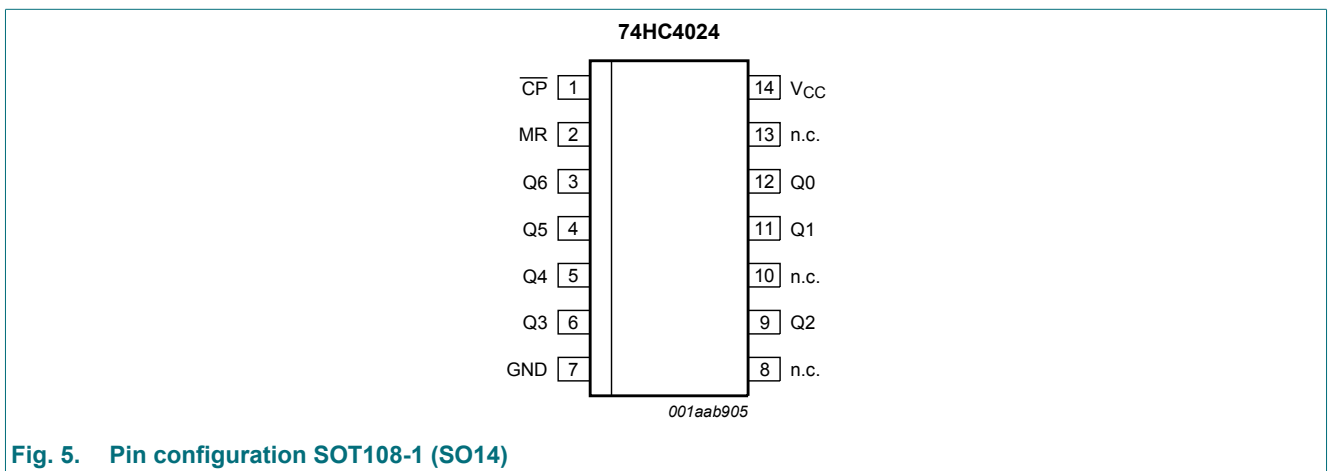 74HC4024
C̅P̅ 1 14 VCC
MR 2 13 n.c.
Q6 3 12 Q0
Q5 4 11 Q1
Q4 5 10 n.c.
Q3 6 9 Q2
GND 7 8 n.c.
001aab905
Fig. 5. Pin configuration SOT108-1 (SO14)